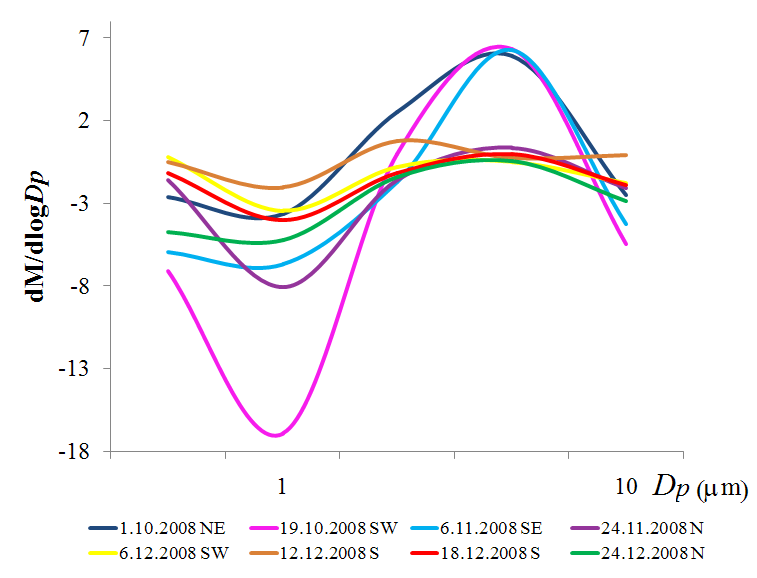 7
2
-3
-8
-13
-18
dM/dlogDp
1
10
Dp (μm)
1.10.2008 NE
19.10.2008 SW
6.11.2008 SE
24.11.2008 N
6.12.2008 SW
12.12.2008 S
18.12.2008 S
24.12.2008 N